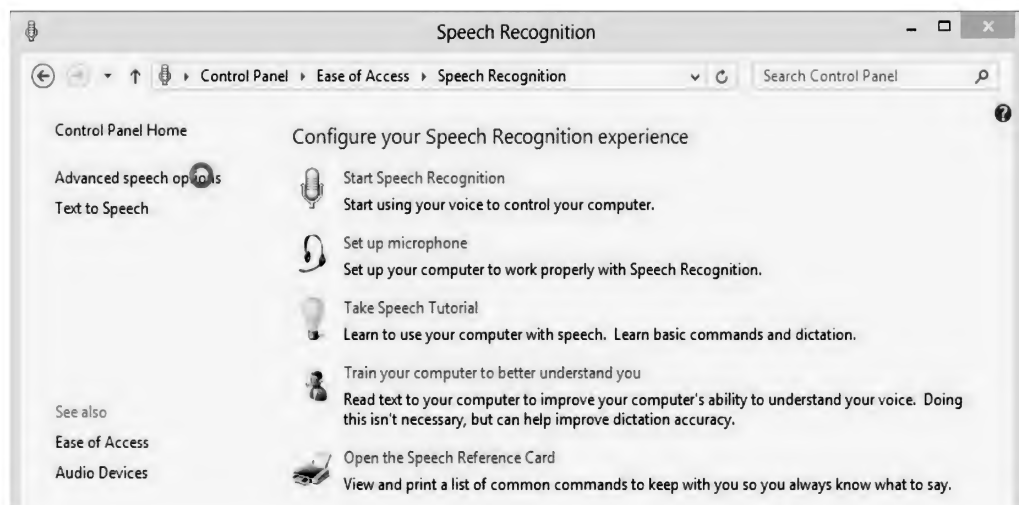 Speech Recognition
Control Panel Ease of Access Speech Recognition
Search Control Panel
Control Panel Home
Advanced speech options
Text to Speech
Configure your Speech Recognition experience
Start Speech Recognition
Start using your voice to control your computer.
Set up microphone
Set up your computer to work properly with Speech Recognition.
Take Speech Tutorial
Learn to use your computer with speech. Learn basic commands and dictation.
Train your computer to better understand you
Read text to your computer to improve your computer's ability to understand your voice. Doing
this isn't necessary, but can help improve dictation accuracy.
Open the Speech Reference Card
View and print a list of common commands to keep with you so you always know what to say.
See also
Ease of Access
Audio Devices